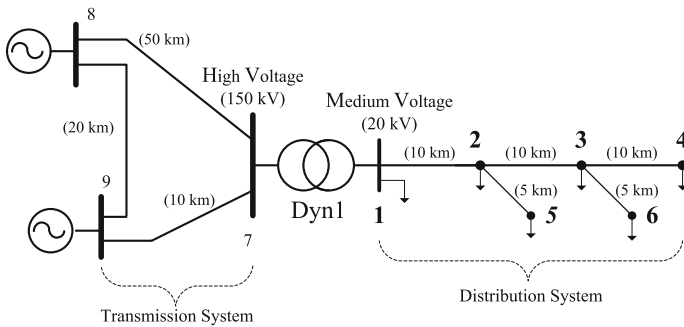 8
(50 km)
High Voltage
(150 kV)
Medium Voltage
(20 kV)
(20 km)
2
3
4
(10 km)
(10 km)
(10 km)
9
(10 km)
(5 km)
(5 km)
Dyn1
1
5
6
7
Distribution System
Transmission System